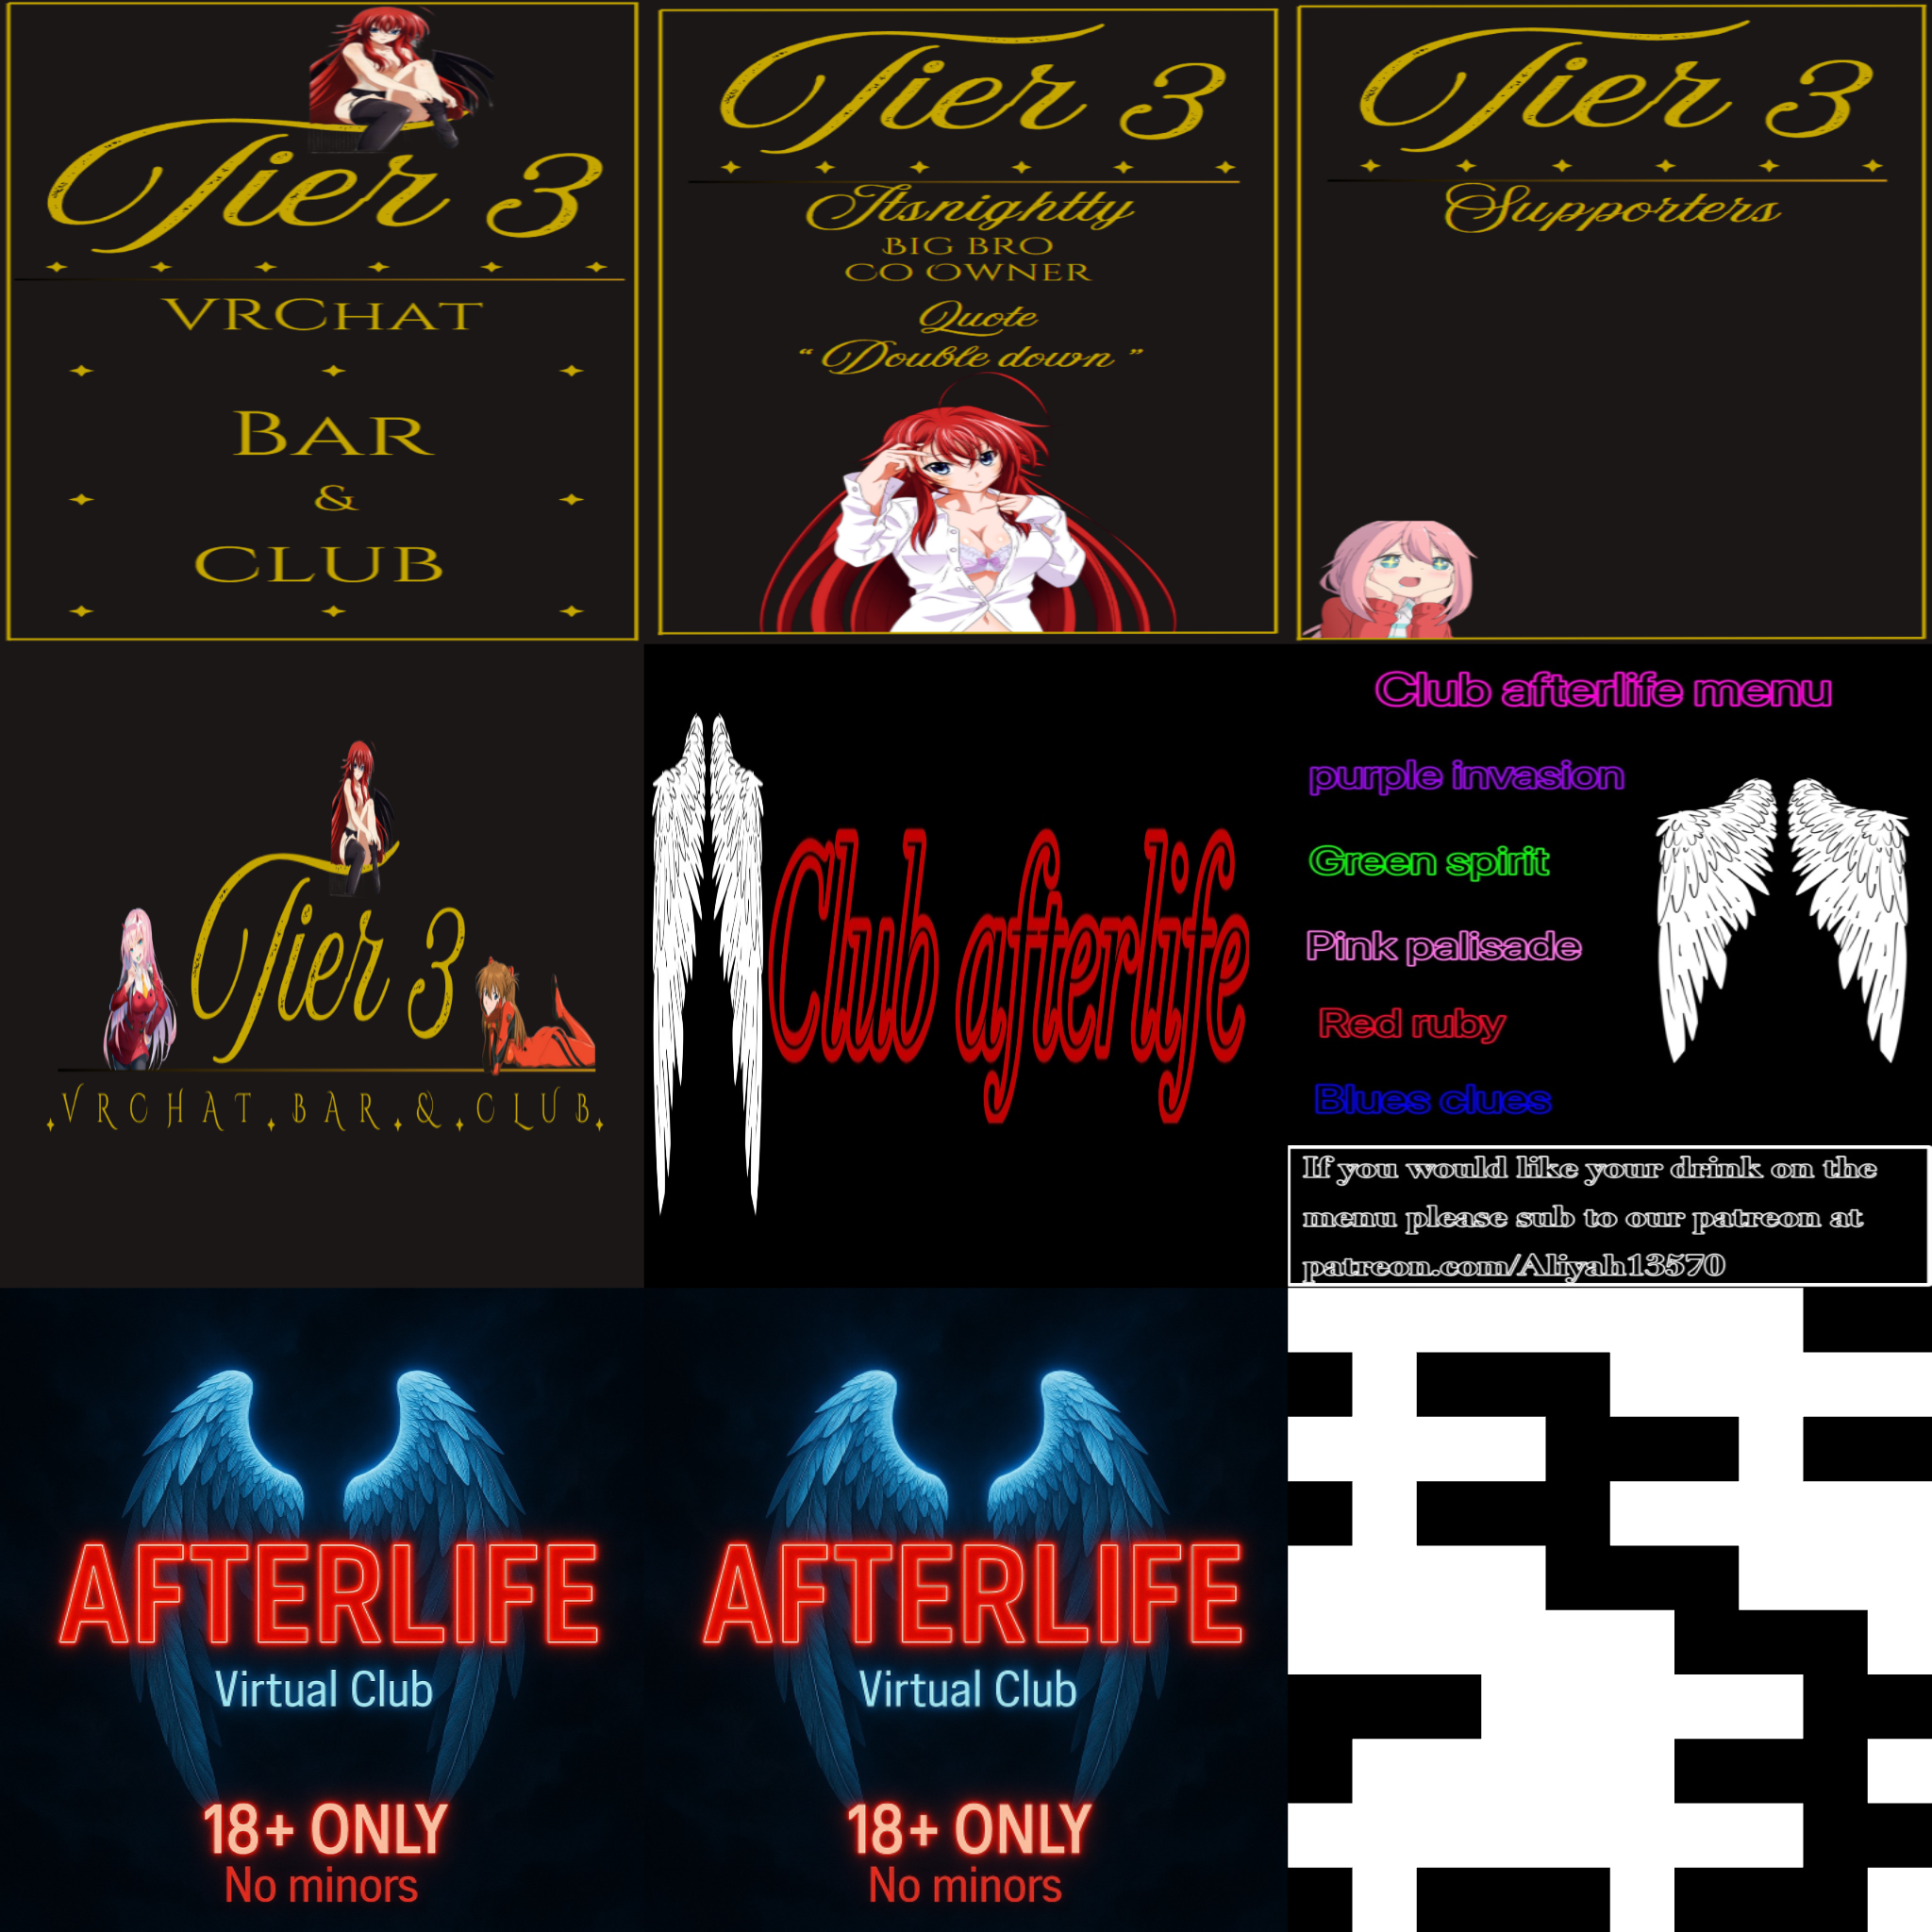 Tier 3
VRChat
Bar
&
Club
Tier 3
Itsnightty
Big Bro
Co Owner
Quote
“ Double down ”
Tier 3
Supporters
Tier 3
VRChat Bar & Club
Club afterlife
Club afterlife menu
purple invasion
Green spirit
Pink palisade
Red ruby
Blues clues
If you would like your drink on the
menu please sub to our patreon at
patreon.com/Aliyah13570
AFTERLIFE
Virtual Club
18+ ONLY
No minors
AFTERLIFE
Virtual Club
18+ ONLY
No minors